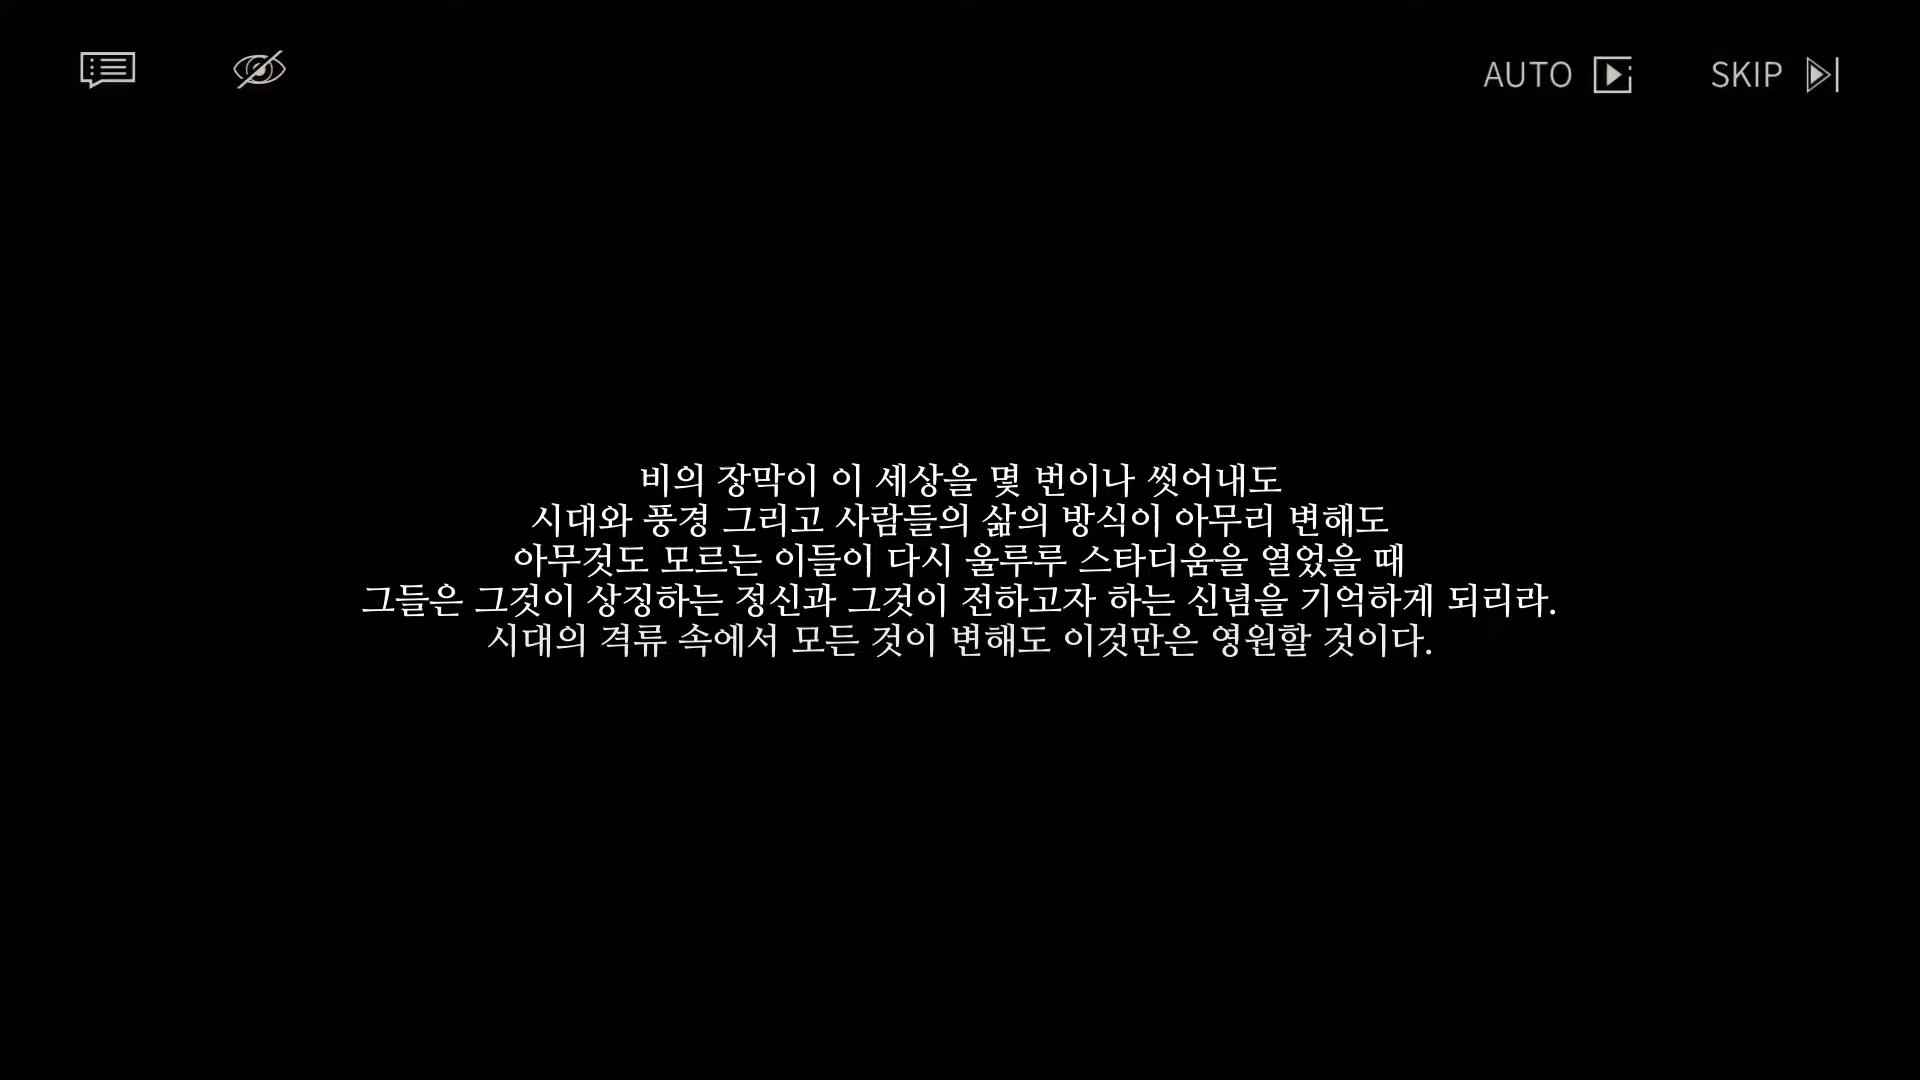 AUTO
SKIP
비의 장막이 이 세상을 몇 번이나 씻어내도
시대와 풍경 그리고 사람들의 삶의 방식이 아무리 변해도
아무것도 모르는 이들이 다시 울루루 스타디움을 열었을 때
그들은 그것이 상징하는 정신과 그것이 전하고자 하는 신념을 기억하게 되리라.
시대의 격류 속에서 모든 것이 변해도 이것만은 영원할 것이다.